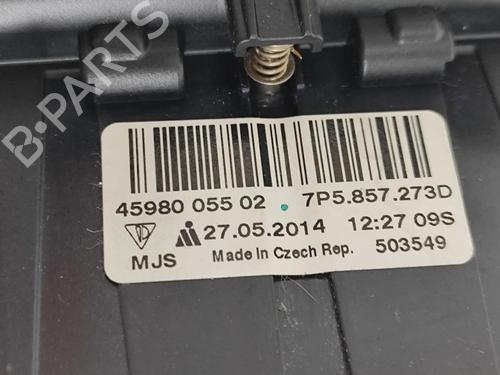 B-PARTS
45980 055 02 . 7P5.857.273D
27.05.2014 12:27 09S
MJS Made in Czech Rep. 503549